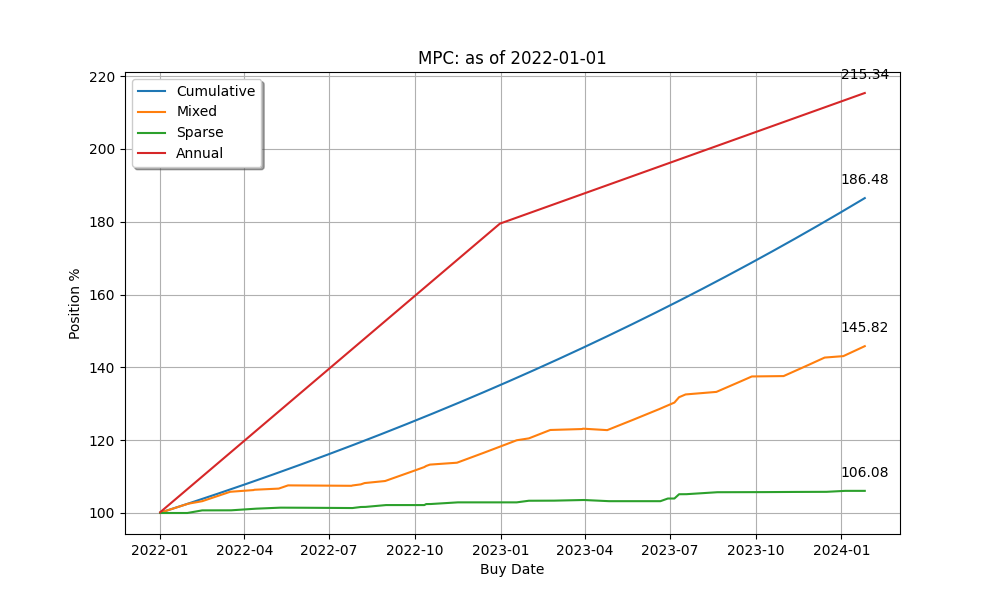 MPC: as of 2022-01-01
Cumulative
Mixed
Sparse
Annual
215.34
186.48
145.82
106.08
Position %
220
200
180
160
140
120
100
2022-01 2022-04 2022-07 2022-10 2023-01 2023-04 2023-07 2023-10 2024-01
Buy Date